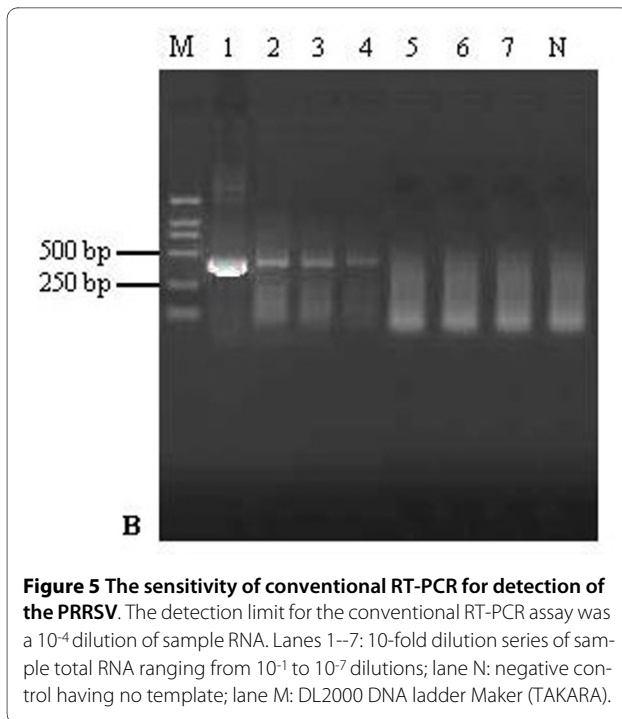 M 1 2 3 4 5 6 7 N
500 bp
250 bp
B
Figure 5 The sensitivity of conventional RT-PCR for detection of
the PRRSV. The detection limit for the conventional RT-PCR assay was
a 10-4 dilution of sample RNA. Lanes 1--7: 10-fold dilution series of sam-
ple total RNA ranging from 10-1 to 10-7 dilutions; lane N: negative con-
trol having no template; lane M: DL2000 DNA ladder Maker (TAKARA).